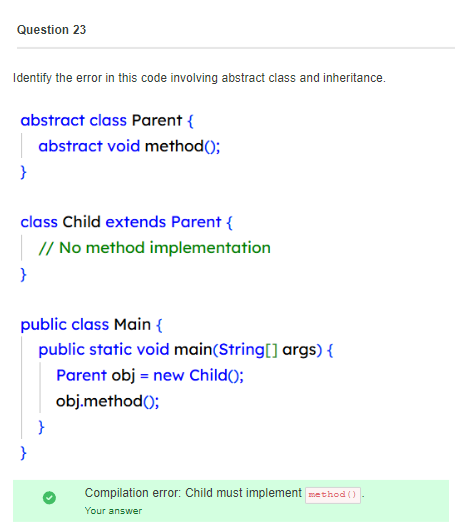 Question 23
Identify the error in this code involving abstract class and inheritance.
abstract class Parent {
abstract void method();
}
class Child extends Parent {
// No method implementation
}
public class Main {
public static void main(String[] args) {
Parent obj = new Child();
obj.method();
}
}
Compilation error: Child must implement method().
Your answer